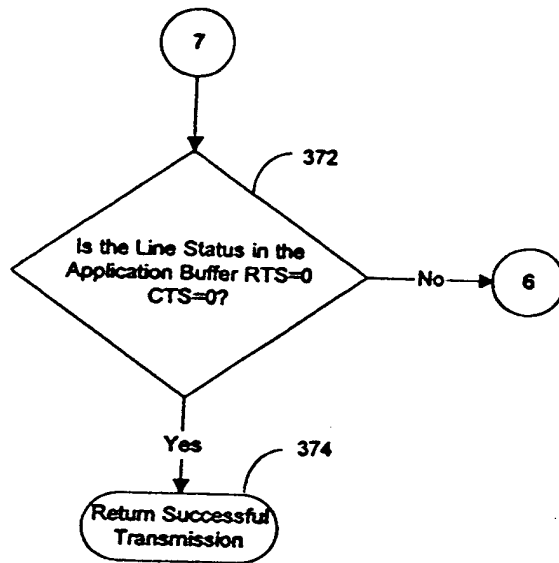 7
372
Is the Line Status in the
Application Buffer RTS=0
CTS=0?
No
6
Yes
374
Return Successful
Transmission